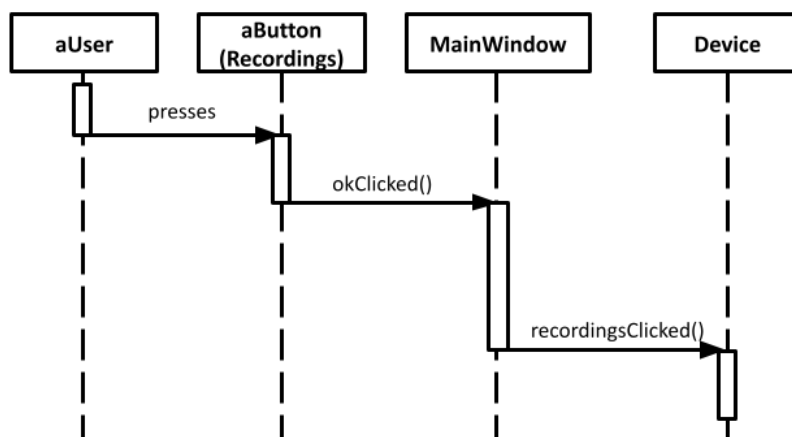 aUser
aButton
(Recordings)
MainWindow
Device
presses
okClicked()
recordingsClicked()